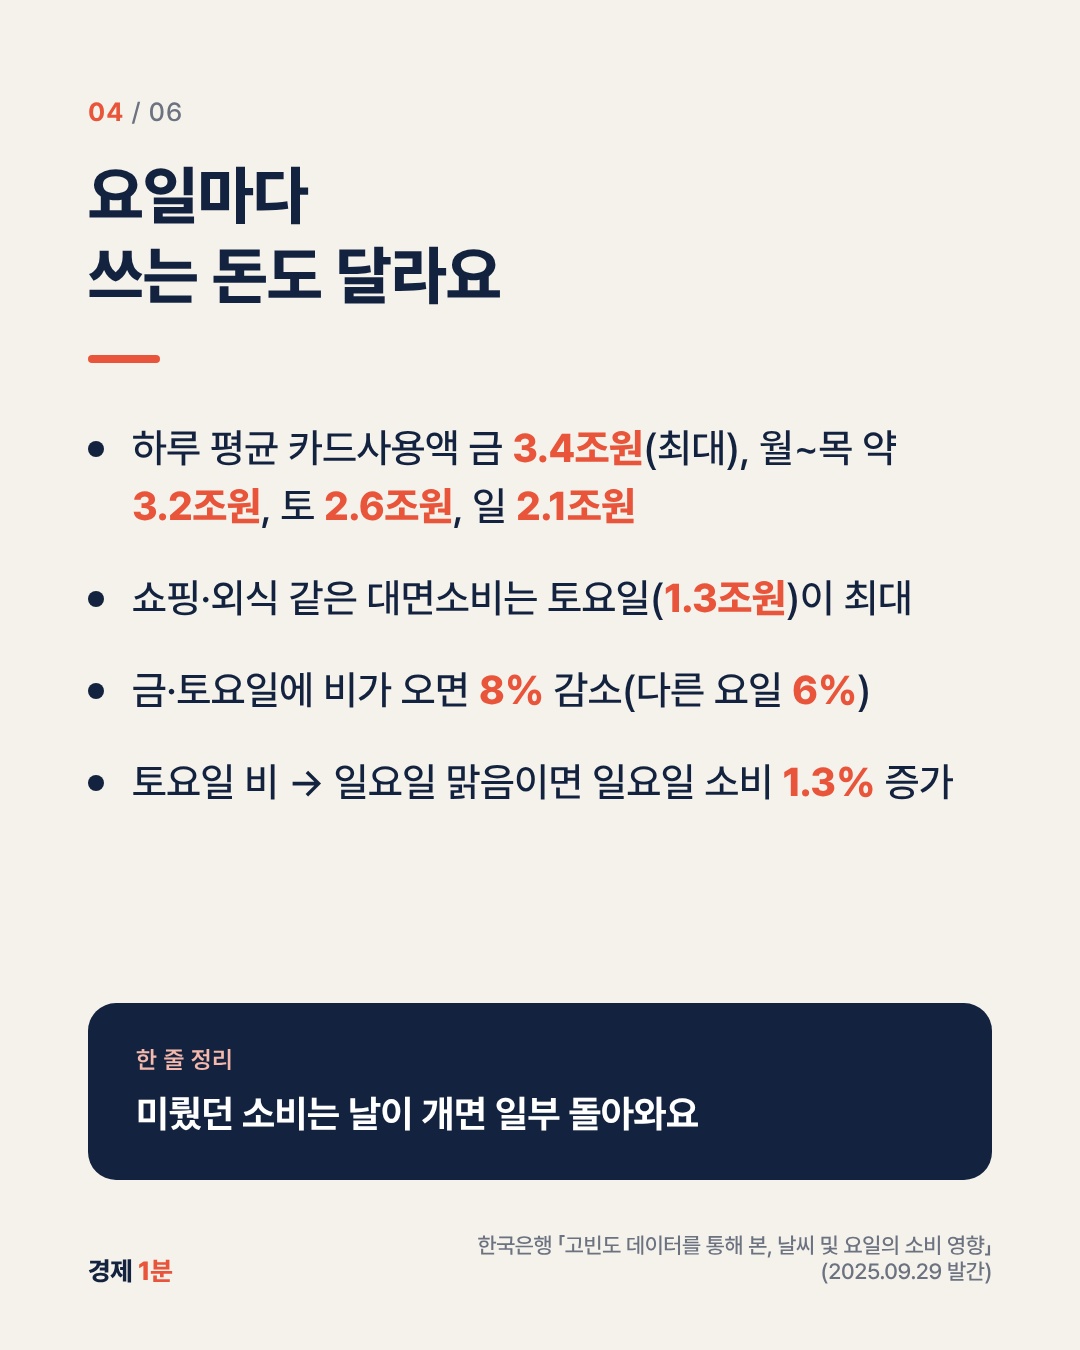 04 / 06
요일마다
쓰는 돈도 달라요
• 하루 평균 카드사용액 금 3.4조원(최대), 월~목 약
3.2조원, 토 2.6조원, 일 2.1조원
• 쇼핑·외식 같은 대면소비는 토요일(1.3조원)이 최대
• 금·토요일에 비가 오면 8% 감소(다른 요일 6%)
• 토요일 비 → 일요일 맑음이면 일요일 소비 1.3% 증가
한 줄 정리
미뤘던 소비는 날이 개면 일부 돌아와요
경제 1분
한국은행 「고빈도 데이터를 통해 본, 날씨 및 요일의 소비 영향」
(2025.09.29 발간)